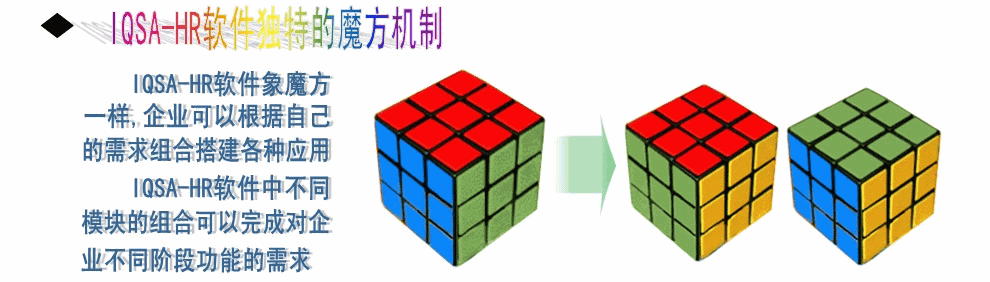 IQSA-HR软件独特的魔方机制
IQSA-HR软件象魔方
一样,企业可以根据自己
的需求组合搭建各种应用
IQSA-HR软件中不同
模块的组合可以完成对企
业不同阶段功能的需求